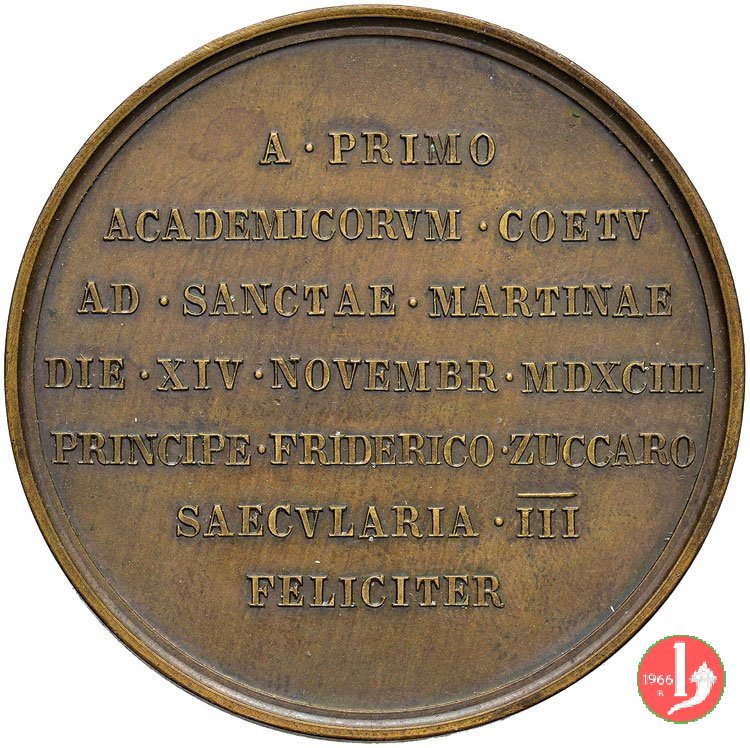 A · PRIMO
ACADEMICORVM · COETV
AD · SANCTAE · MARTINAE
DIE · XIV · NOVEMBR · MDXCIII
PRINCIPE · FRIDERICO · ZUCCARO
SAECVLARIA · III
FELICITER
1966